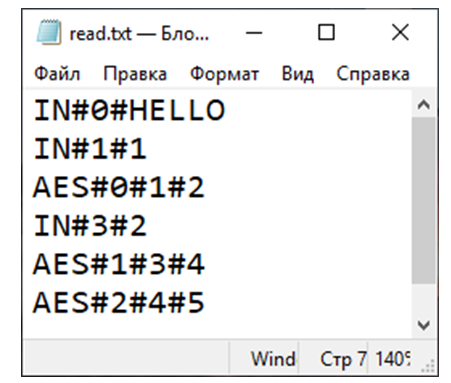 read.txt — Бло...
Файл Правка Формат Вид Справка
IN#0#HELLO
IN#1#1
AES#0#1#2
IN#3#2
AES#1#3#4
AES#2#4#5
Wind Стр 7 140%